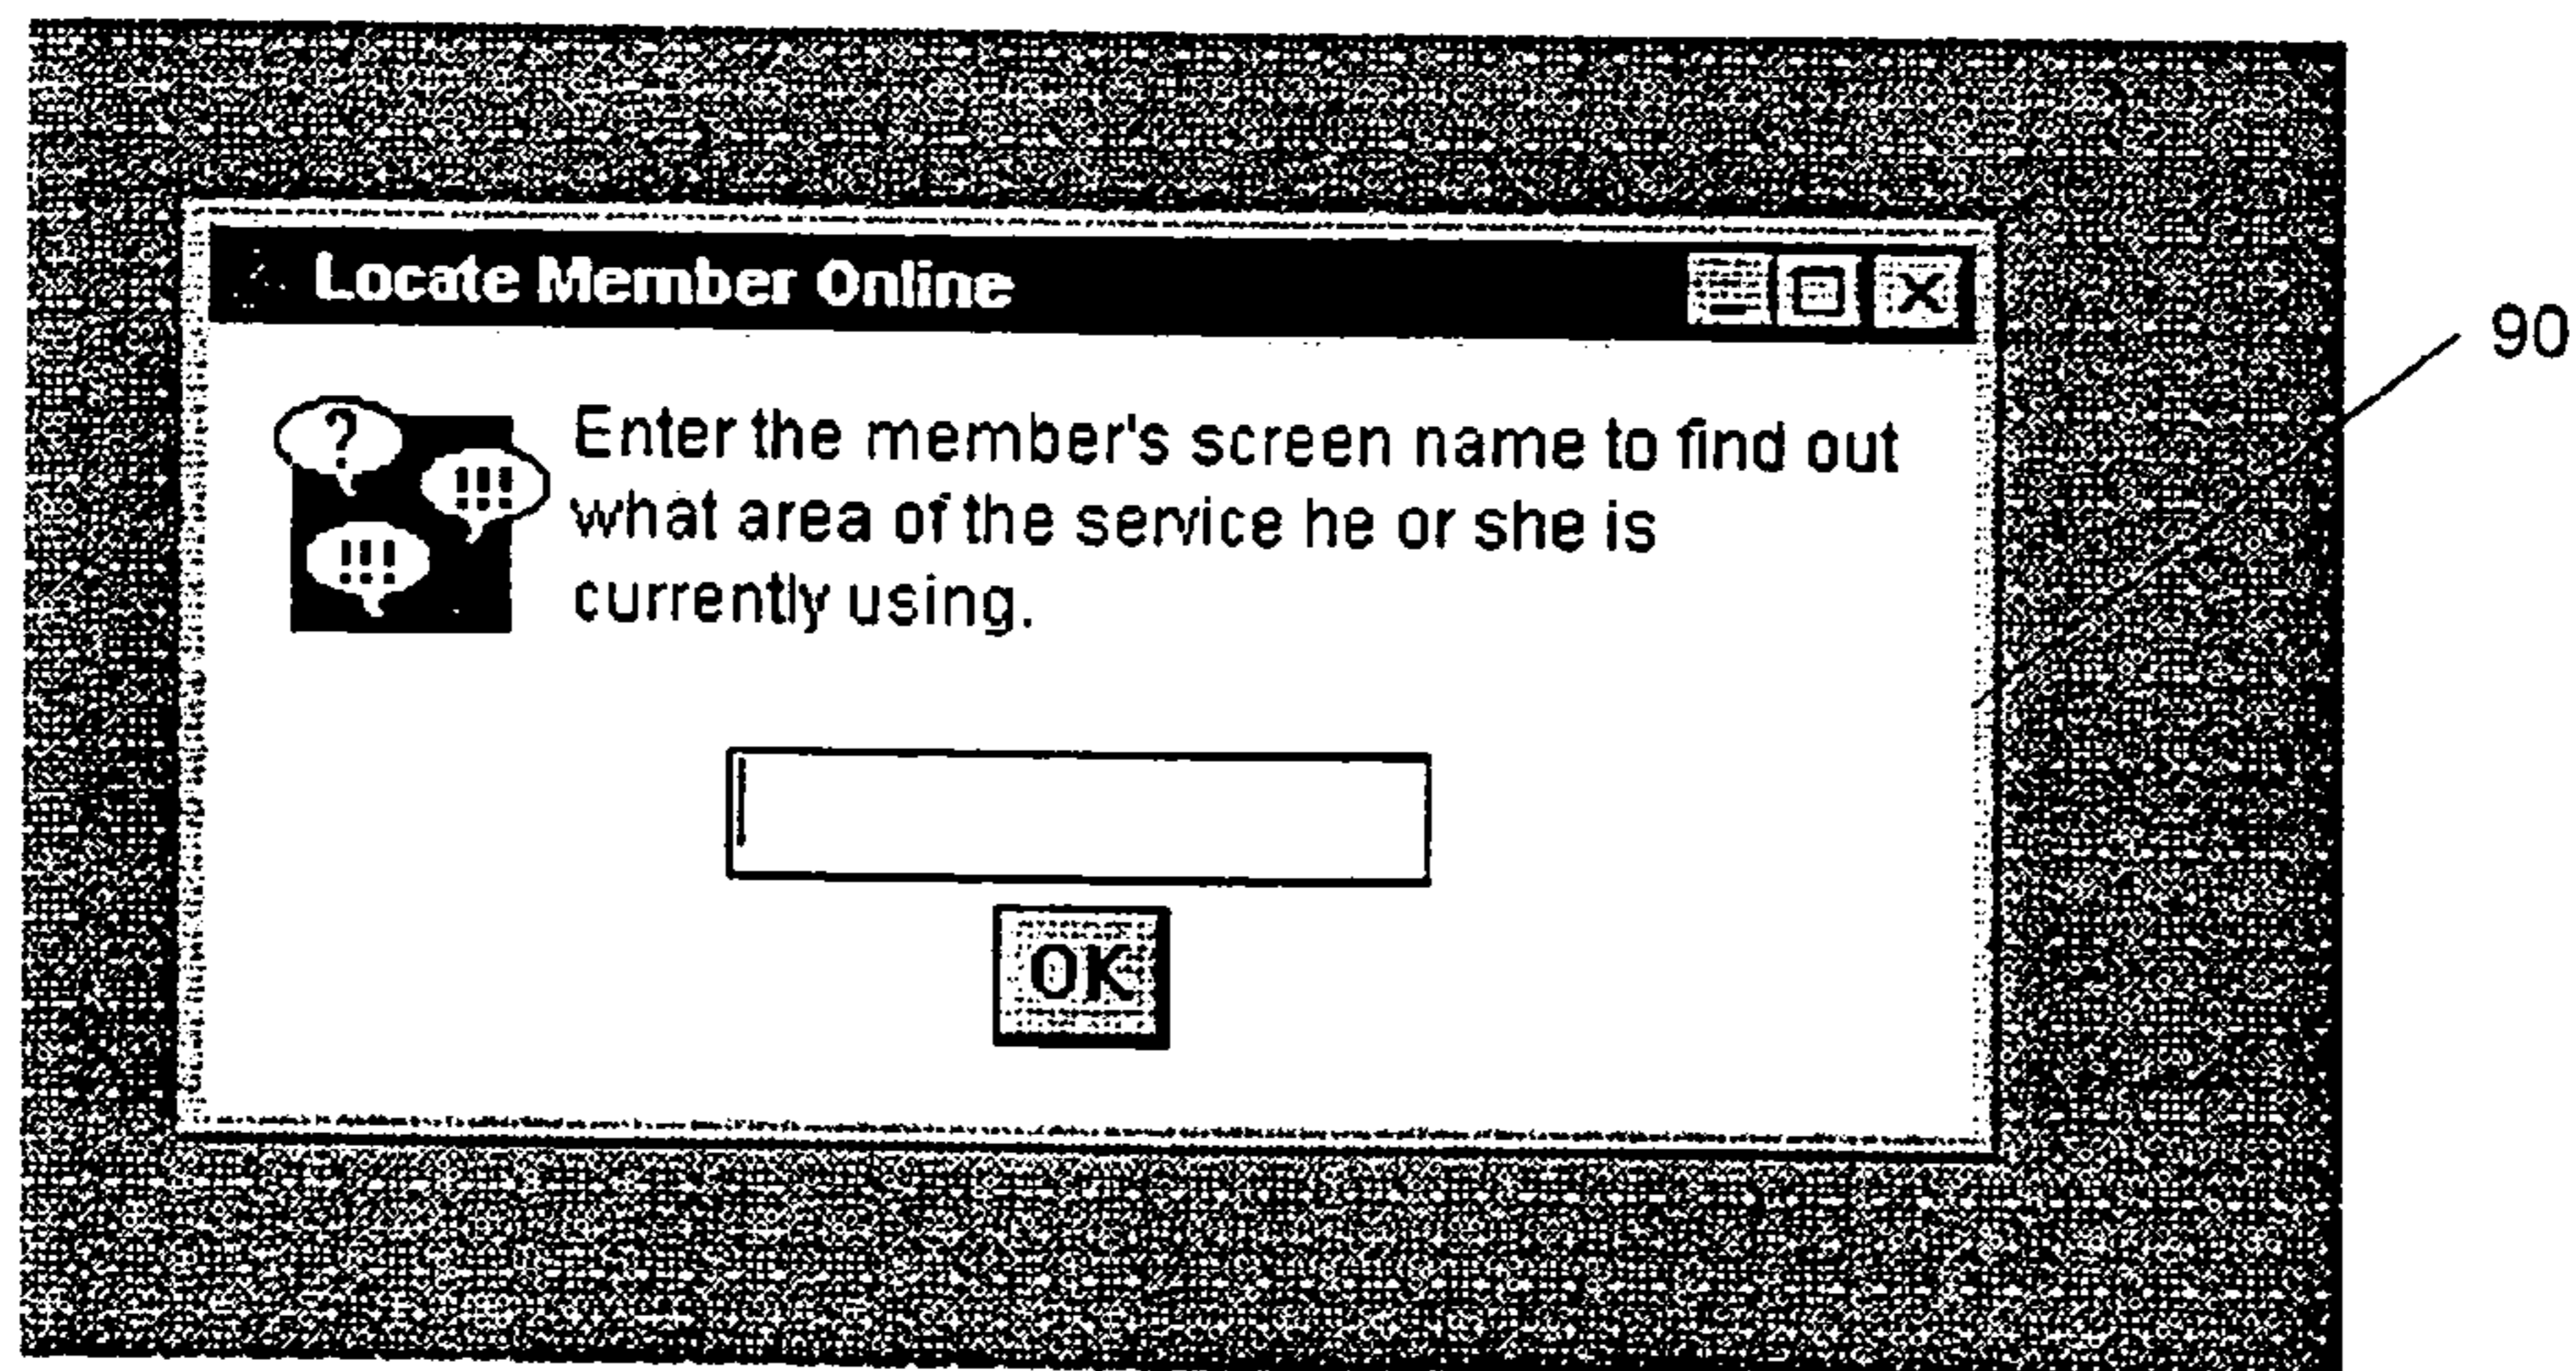 Locate Member Online
90
?
!!!
!!!
Enter the member's screen name to find out
what area of the service he or she is
currently using.
OK